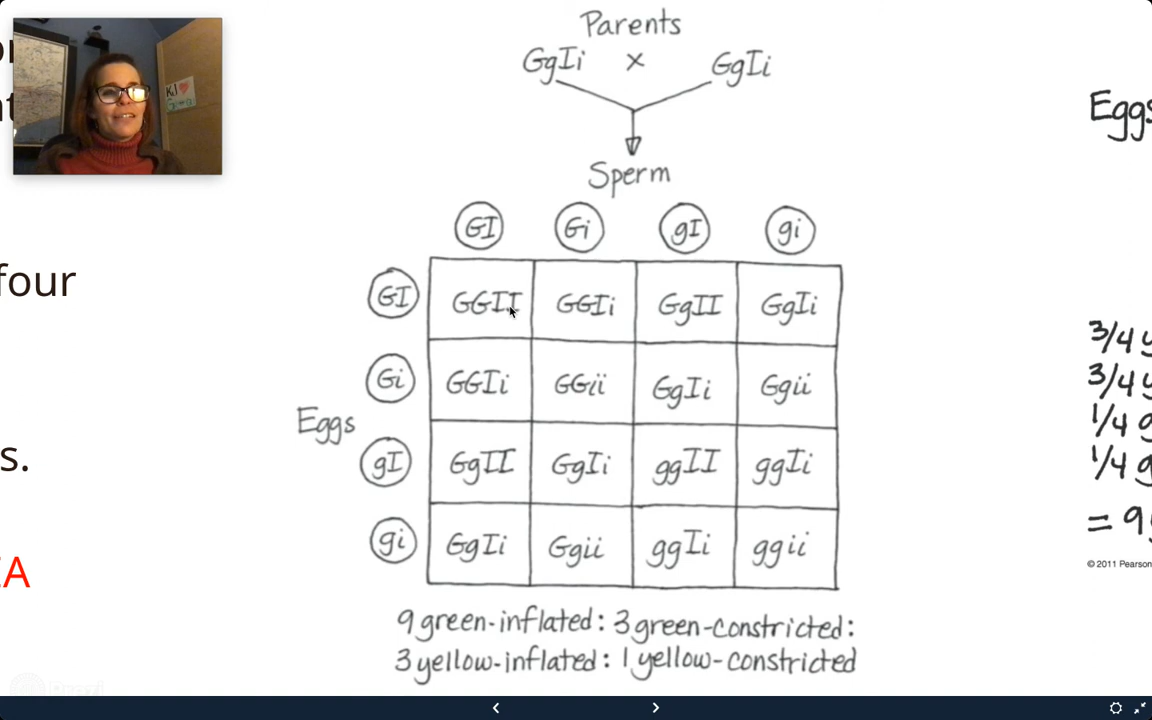 Parents
GgIi x GgIi
Sperm
GI Gi gI gi
GI GGII GGIi GgII GgIi
Gi GGIi GGii GgIi Ggii
Eggs
gI GgII GgIi ggII ggIi
gi GgIi Ggii ggIi ggii
9 green-inflated: 3 green-constricted:
3 yellow-inflated: 1 yellow-constricted
four
s.
Eggs
3/4 y
3/4 y
1/4 g
1/4 g
= 9
© 2011 Pearson